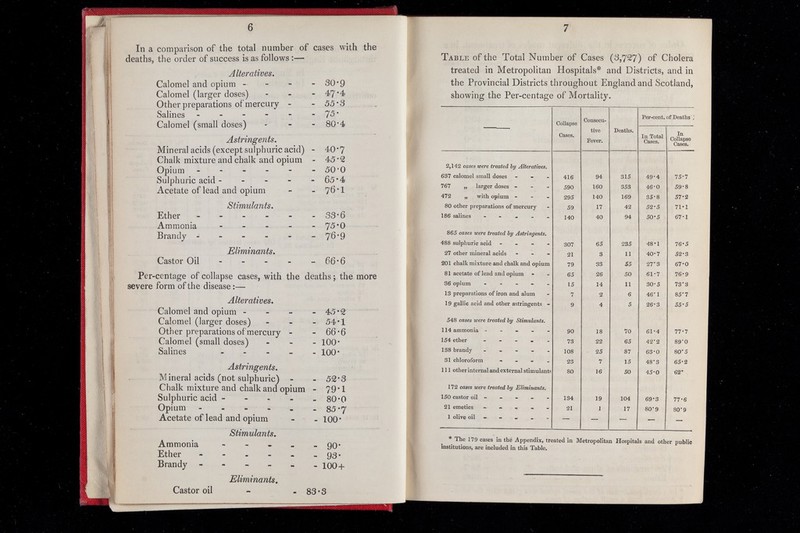 6
In a comparison of the total number of cases with the
deaths, the order of success is as follows :—
Alteratives.
Calomel and opium - - - - 30·9
Calomel (larger doses) - - - 47·4
Other preparations of mercury - - 55·3
Salines - - - - - - 75·
Calomel (small doses) - - - 80·4
Astringents.
Mineral acids (except sulphuric acid) - 40·7
Chalk mixture and chalk and opium - 45·2
Opium - - - - - - 50·0
Sulphuric acid - - - - - 65·4
Acetate of lead and opium - - 76·1
Stimulants.
Ether - - - - - - 33·6
Ammonia - - - - - 75·0
Brandy - - - - - - 76·9
Eliminants.
Castor Oil - - - - - 66·6
Per-centage of collapse cases, with the deaths; the more
severe form of the disease:—
Alteratives.
Calomel and opium - - - - 45·2
Calomel (larger doses) - - - 54·1
Other preparations of mercury - - 66·6
Calomel (small doses) - - - 100·
Salines - - - - - 100·
Astringents.
Mineral acids (not sulphuric) - - 52·3
Chalk mixture and chalk and opium - 79·1
Sulphuric acid - - - - - 80·0
Opium - - - - - - 85·7
Acetate of lead and opium - - 100·
Stimulants.
Ammonia - - - - - 90·
Ether - - - - - - 93·
Brandy - - - - - - 100+
Eliminants.
Castor oil - - 83·3
7
TABLE of the Total Number of Cases (3,727) of Cholera
treated in Metropolitan Hospitals* and Districts, and in
the Provincial Districts throughout England and Scotland,
showing the Per-centage of Mortality.
Collapse Cases. Consecutive Fever. Deaths. Per-cent. of Deaths;
In Total Cases. In Collapse Cases.
2,142 cases were treated by Alteratives.
637 calomel small doses - - - 416 94 315 49·4 75·7
767 „ larger doses - - - 590 160 353 46·0 59·8
472 „ with opium - - - 295 140 169 35·8 57·2
80 other preparations of mercury - 59 17 42 52·5 71·1
186 salines - - - - - 140 40 94 50·5 67·1
865 cases were treated by Astringents.
488 sulphuric acid - - - - 307 65 235 48·1 76·5
27 other mineral acids - - - 21 3 11 40·7 52·3
201 chalk mixture and chalk and opium 79 33 55 27·3 67·0
81 acetate of lead and opium - - 65 26 50 61·7 76·9
36 opium - - - - - 15 14 11 30·5 73·3
13 preparations of iron and alum - 7 2 6 46·1 85·7
19 gallic acid and other astringents - 9 4 5 26·3 55·5
548 cases were treated by Stimulants.
114 ammonia - - - - - 90 18 70 61·4 77·7
154 ether - - - - - 73 22 65 42·2 89·0
138 brandy - - - - - 108 25 87 63·0 80·5
31 chloroform - - - - 23 7 15 48·3 65·2
111 other internal and external stimulants 80 16 50 45·0 62·
172 cases were treated by Eliminants.
150 castor oil - - - - - 134 19 104 69·3 77·6
21 emetics - - - - - 21 1 17 80·9 80·9
1 olive oil - - - - - — — — — —
* The 179 cases in the Appendix, treated in Metropolitan Hospitals and other public
institutions, are included in this Table.